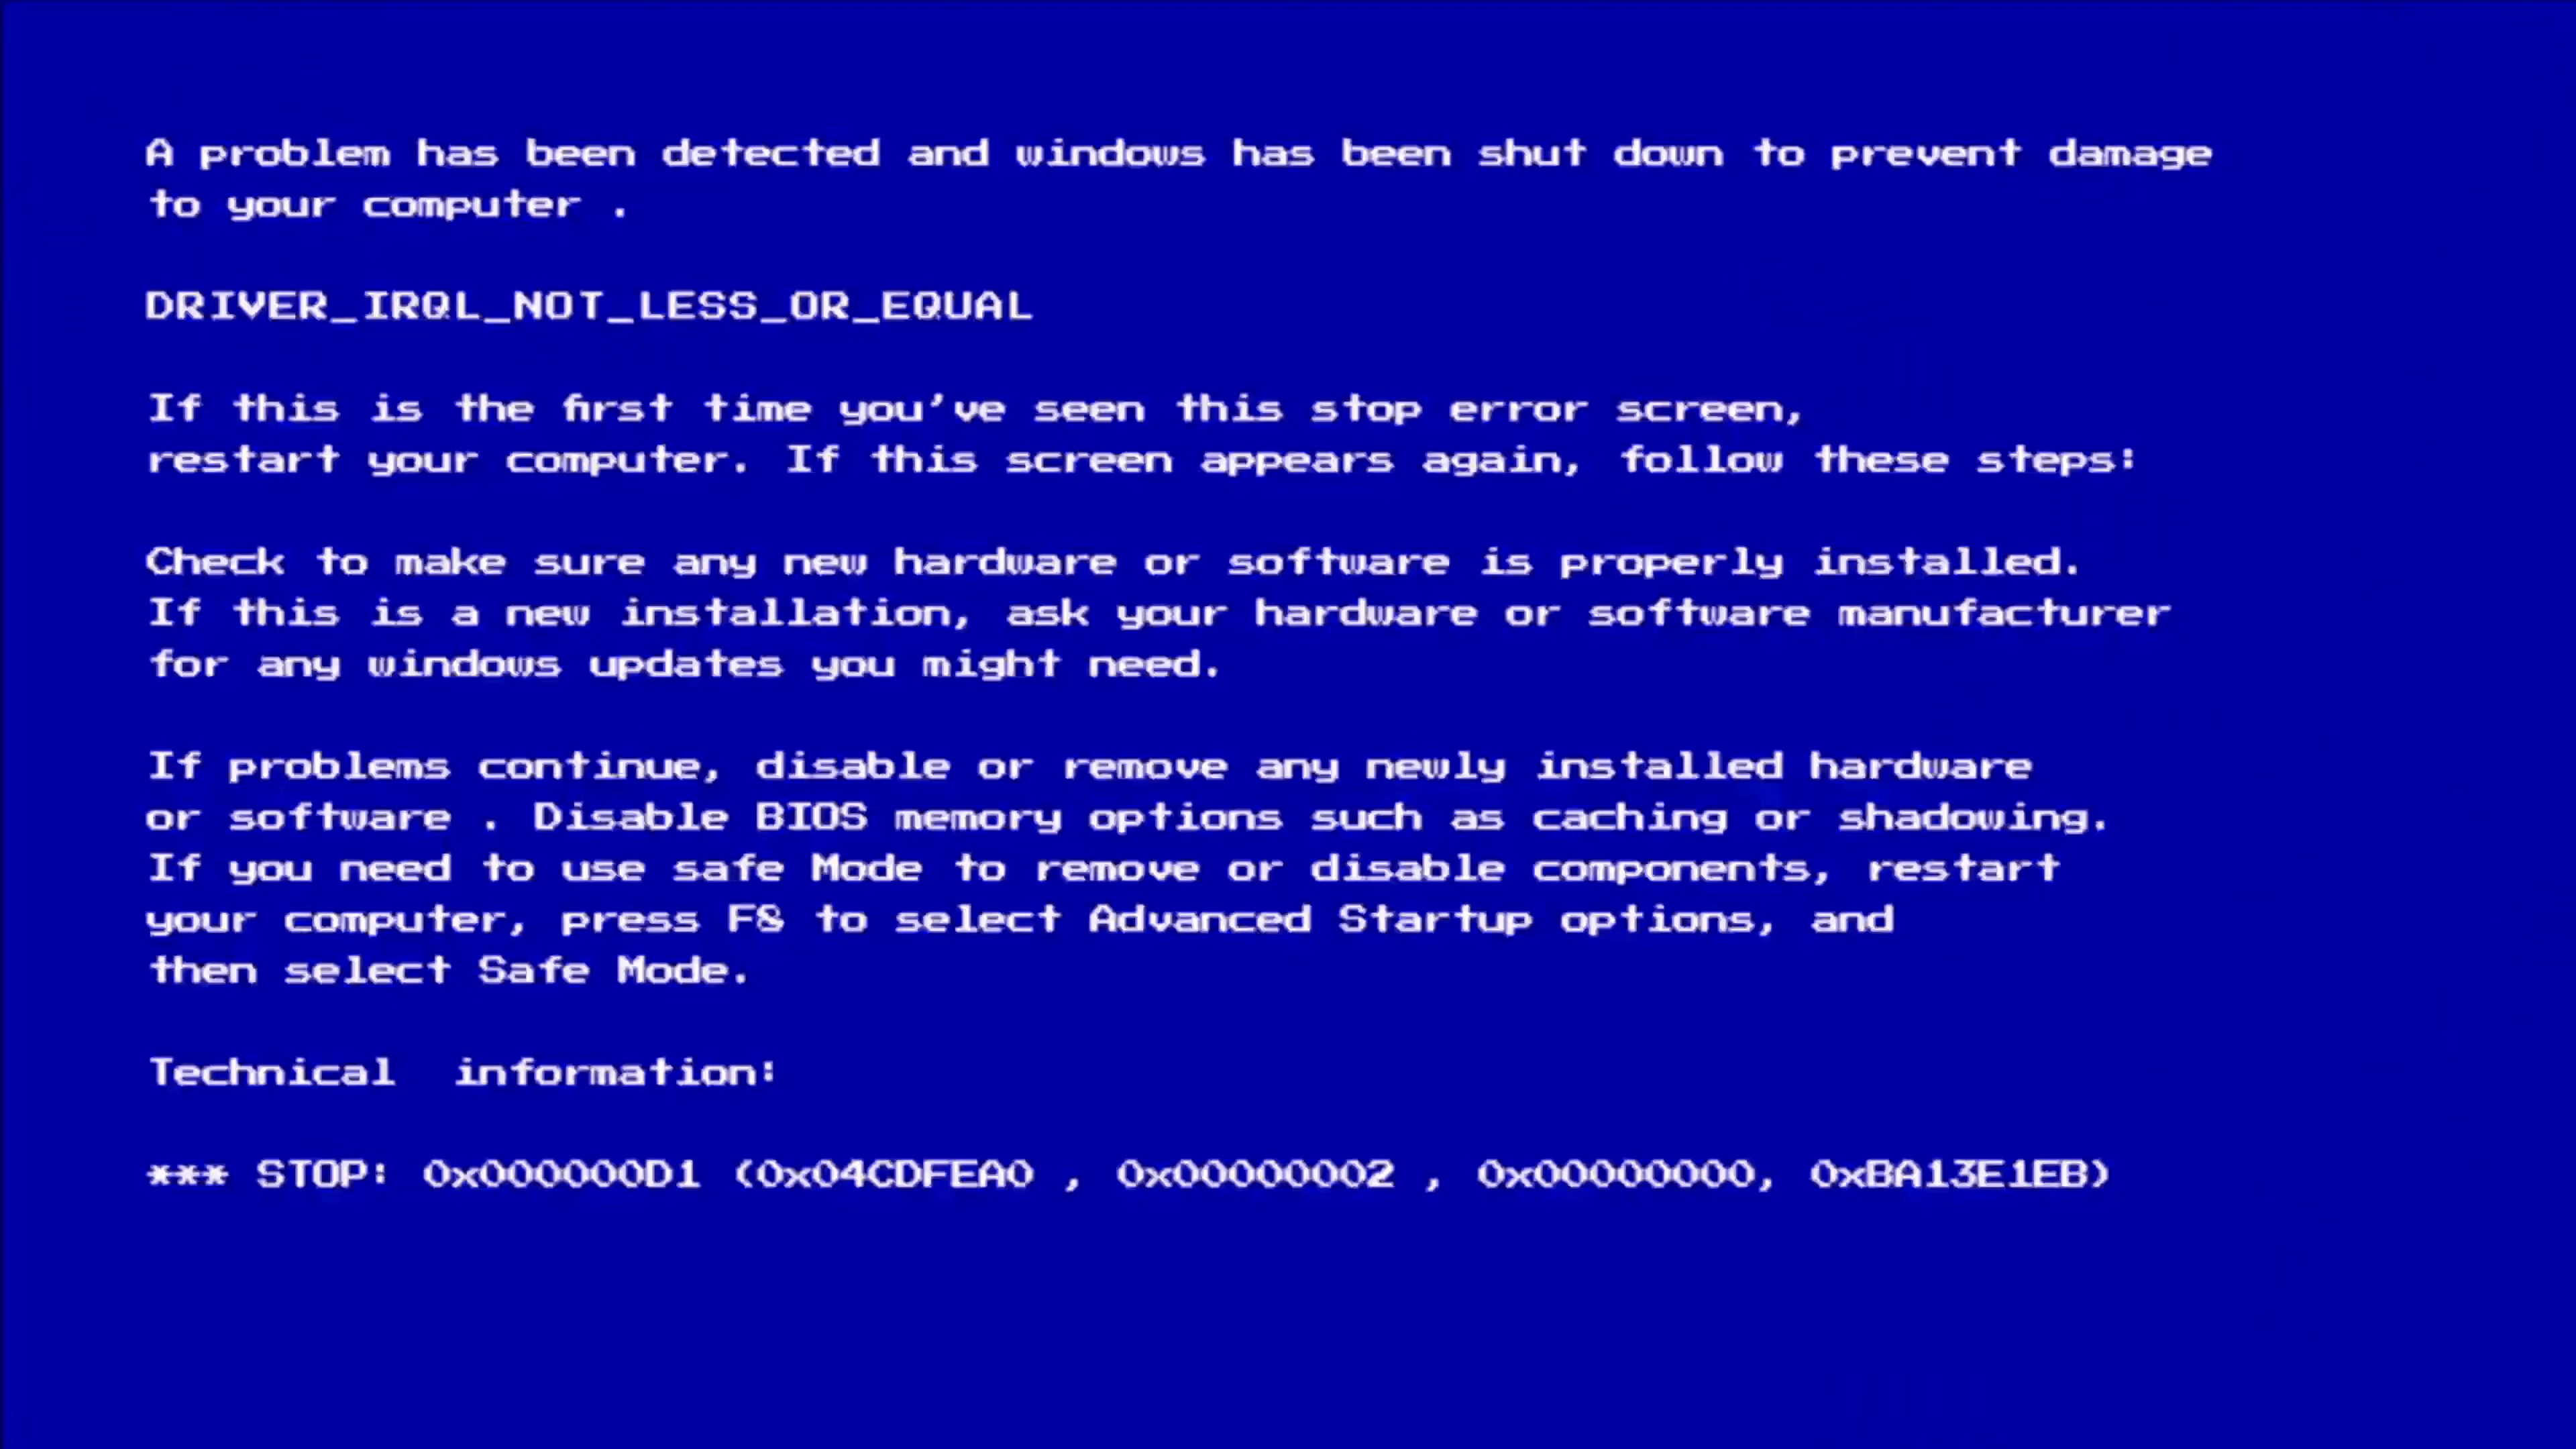 A problem has been detected and windows has been shut down to prevent damage
to your computer .
DRIVER_IRQL_NOT_LESS_OR_EQUAL
If this is the first time you've seen this stop error screen,
restart your computer. If this screen appears again, follow these steps:
Check to make sure any new hardware or software is properly installed.
If this is a new installation, ask your hardware or software manufacturer
for any windows updates you might need.
If problems continue, disable or remove any newly installed hardware
or software . Disable BIOS memory options such as caching or shadowing.
If you need to use safe Mode to remove or disable components, restart
your computer, press F8 to select Advanced Startup options, and
then select Safe Mode.
Technical  information:
*** STOP: 0x000000D1 (0x04CDFEA0 , 0x00000002 , 0x00000000, 0xBA13E1EB)